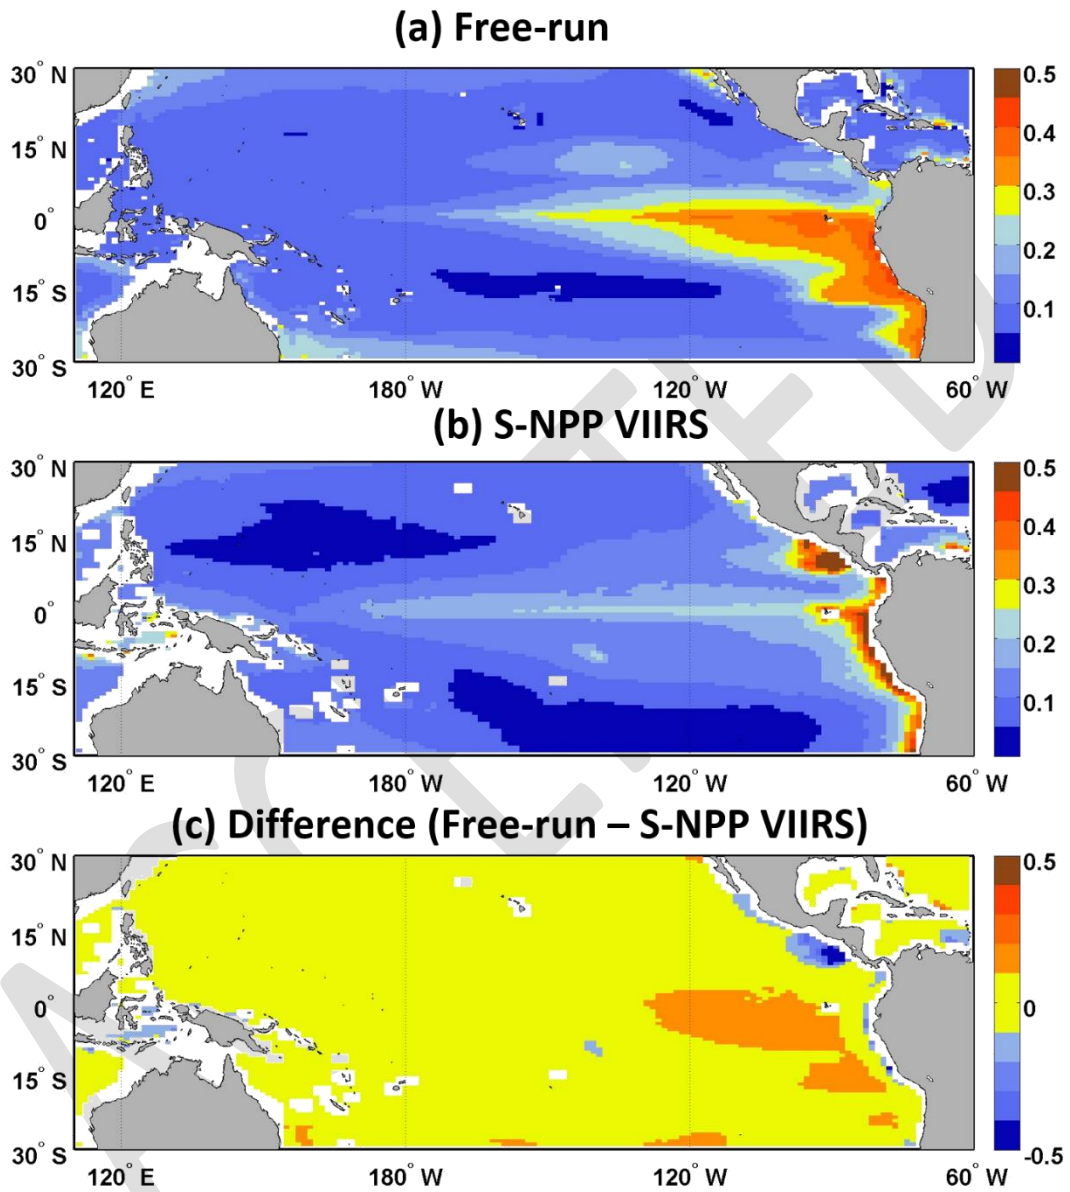 (a) Free-run
30° N
15° N
0°
15° S
30° S
120° E
180° W
120° W
60° W
0.5
0.4
0.3
0.2
0.1
(b) S-NPP VIIRS
30° N
15° N
0°
15° S
30° S
120° E
180° W
120° W
60° W
0.5
0.4
0.3
0.2
0.1
(c) Difference (Free-run – S-NPP VIIRS)
30° N
15° N
0°
15° S
30° S
120° E
180° W
120° W
60° W
0.5
0
-0.5